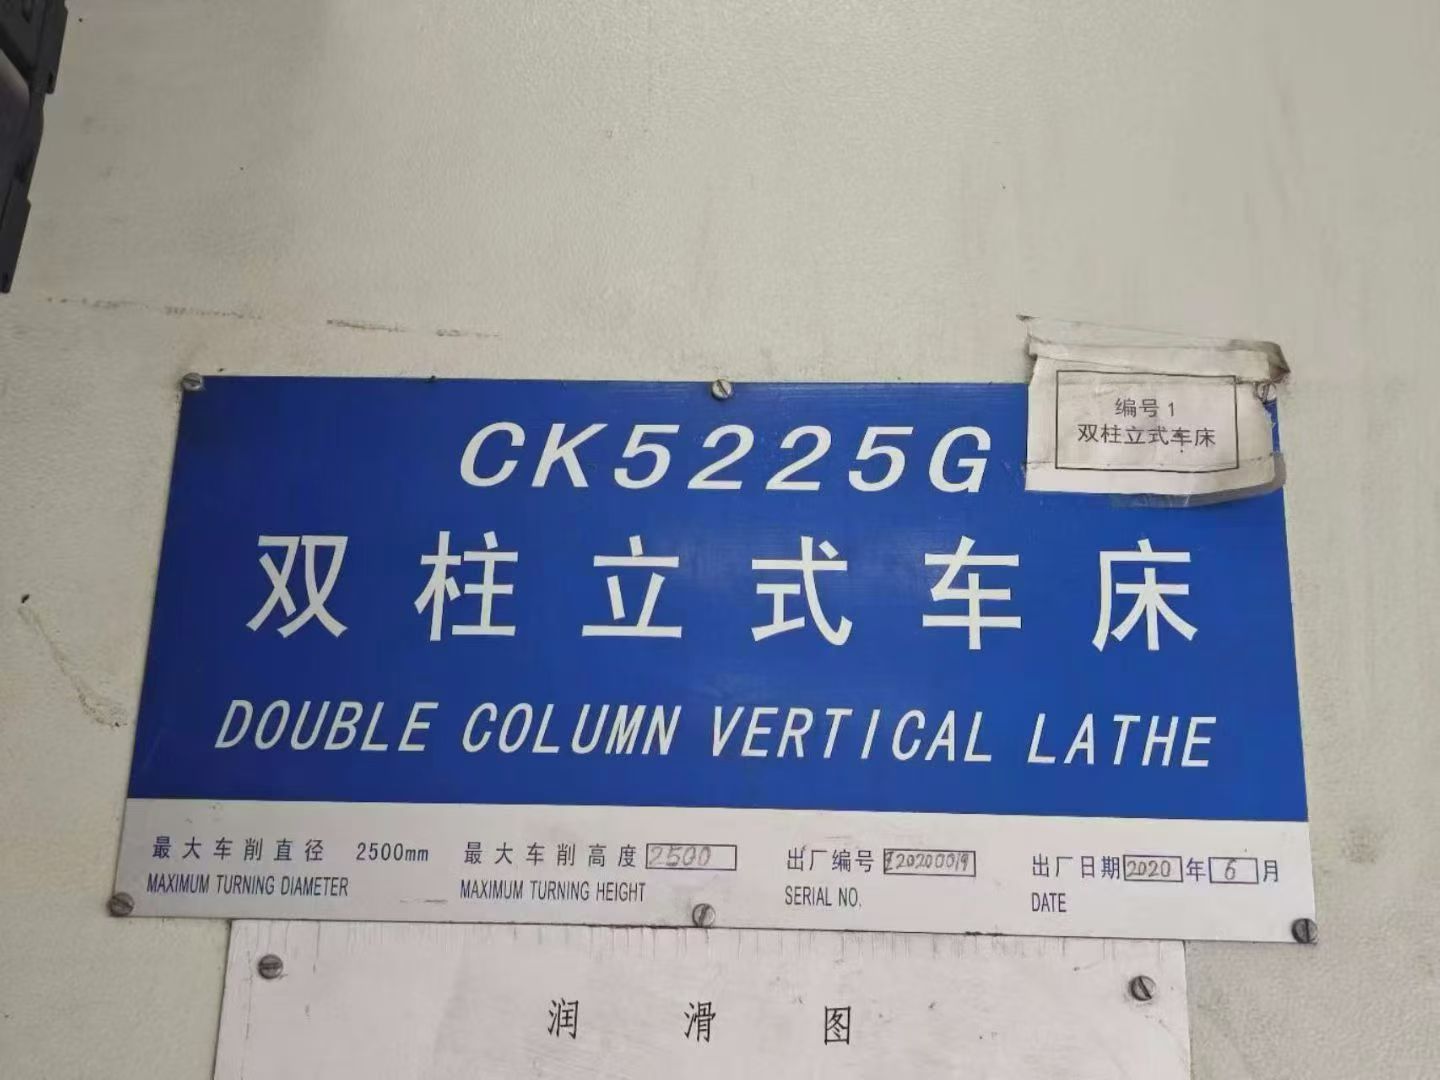 编号 1
双柱立式车床
CK5225G
双柱立式车床
DOUBLE COLUMN VERTICAL LATHE
最大车削直径 2500mm 最大车削高度 2500 出厂编号 Z20200019 出厂日期 2020 年 6 月
MAXIMUM TURNING DIAMETER MAXIMUM TURNING HEIGHT SERIAL NO. DATE
润滑图